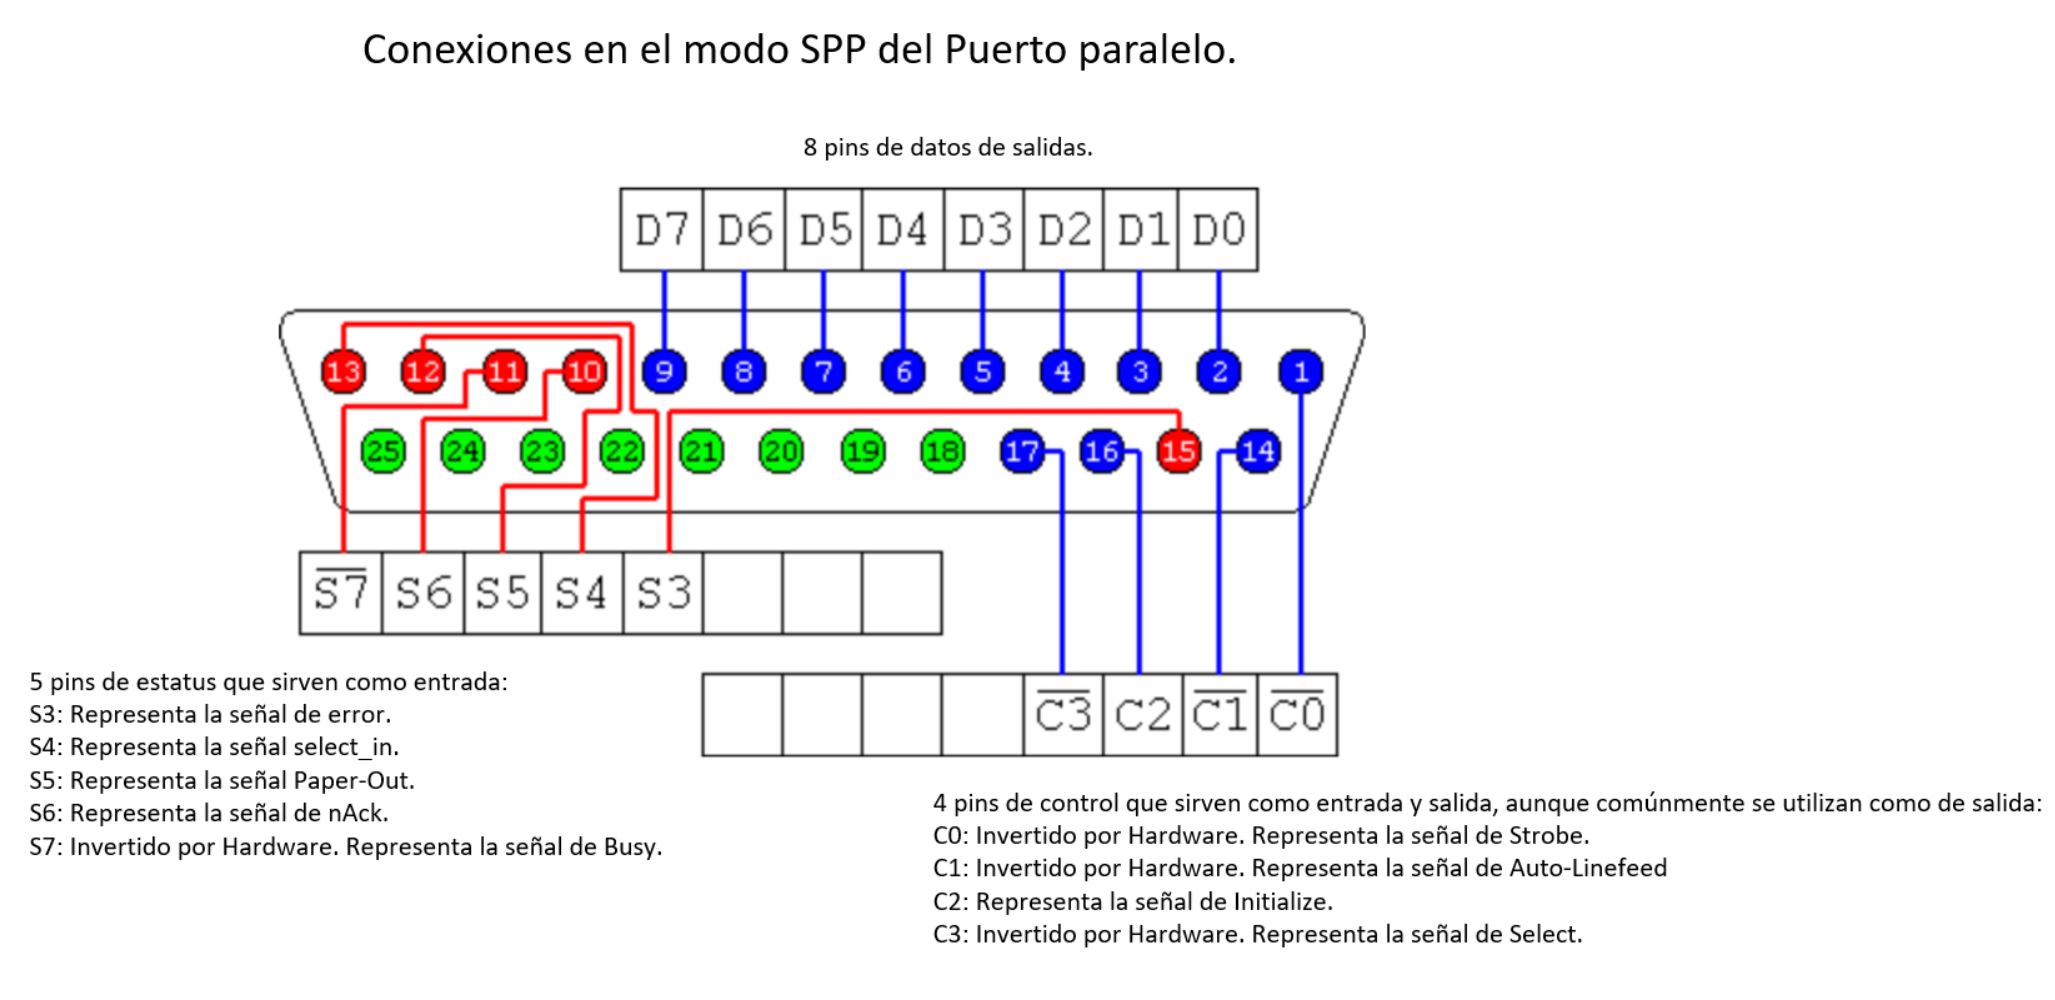 Conexiones en el modo SPP del Puerto paralelo.
8 pins de datos de salidas.
D7 D6 D5 D4 D3 D2 D1 D0
13 12 11 10 9 8 7 6 5 4 3 2 1
25 24 23 22 21 20 19 18 17 16 15 14
S7 S6 S5 S4 S3
C3 C2 C1 C0
5 pins de estatus que sirven como entrada:
S3: Representa la señal de error.
S4: Representa la señal select_in.
S5: Representa la señal Paper-Out.
S6: Representa la señal de nAck.
S7: Invertido por Hardware. Representa la señal de Busy.
4 pins de control que sirven como entrada y salida, aunque comúnmente se utilizan como de salida:
C0: Invertido por Hardware. Representa la señal de Strobe.
C1: Invertido por Hardware. Representa la señal de Auto-Linefeed
C2: Representa la señal de Initialize.
C3: Invertido por Hardware. Representa la señal de Select.